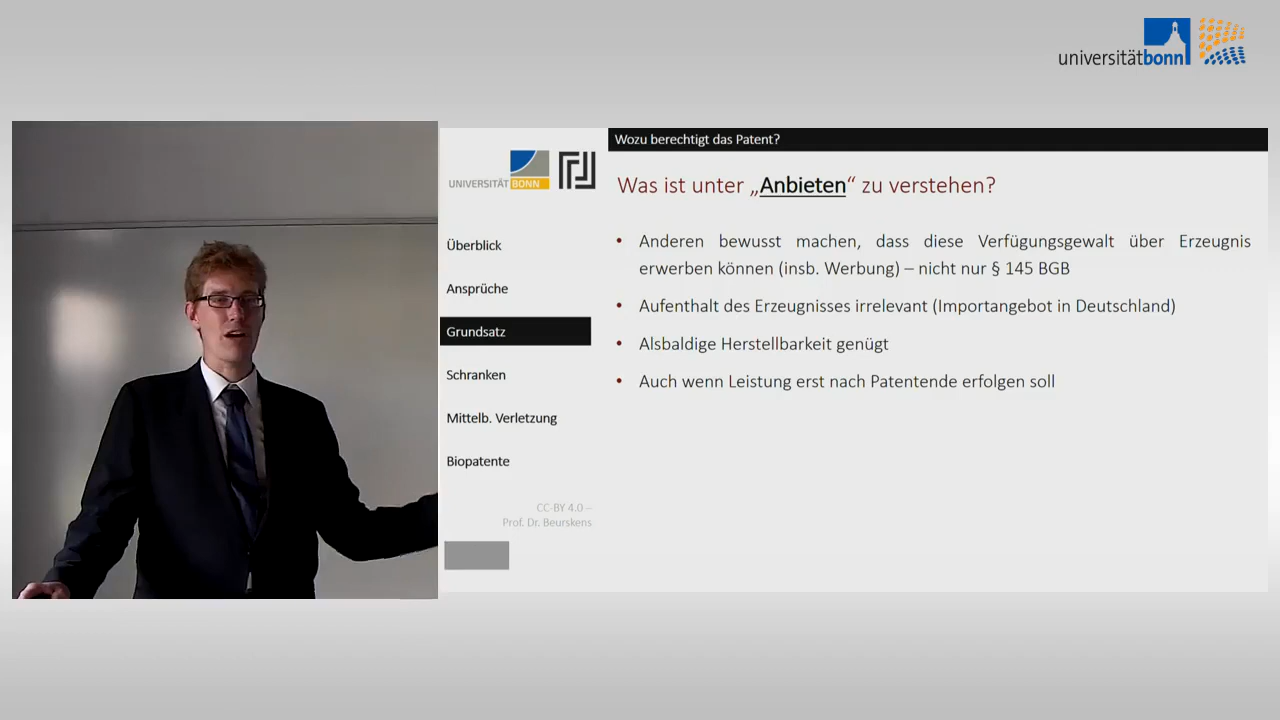 universitätbonn
Wozu berechtigt das Patent?
UNIVERSITÄT BONN
Was ist unter „Anbieten“ zu verstehen?
Überblick
Ansprüche
Grundsatz
Schranken
Mittelb. Verletzung
Biopatente
CC-BY 4.0 –
Prof. Dr. Beurskens
• Anderen bewusst machen, dass diese Verfügungsgewalt über Erzeugnis
erwerben können (insb. Werbung) – nicht nur § 145 BGB
• Aufenthalt des Erzeugnisses irrelevant (Importangebot in Deutschland)
• Alsbaldige Herstellbarkeit genügt
• Auch wenn Leistung erst nach Patentende erfolgen soll